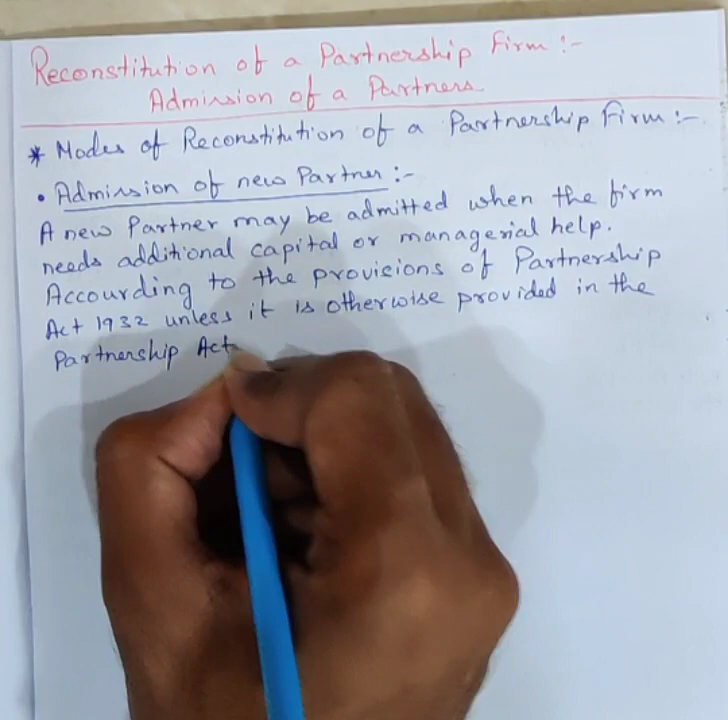 Reconstitution of a Partnership Firm :-
Admission of a Partners.
* Modes of Reconstitution of a Partnership Firm :-
• Admission of new Partner :-
A new Partner may be admitted when the firm
needs additional capital or managerial help.
Accourding to the provisions of Partnership
Act 1932 unless it is otherwise provided in the
Partnership Act